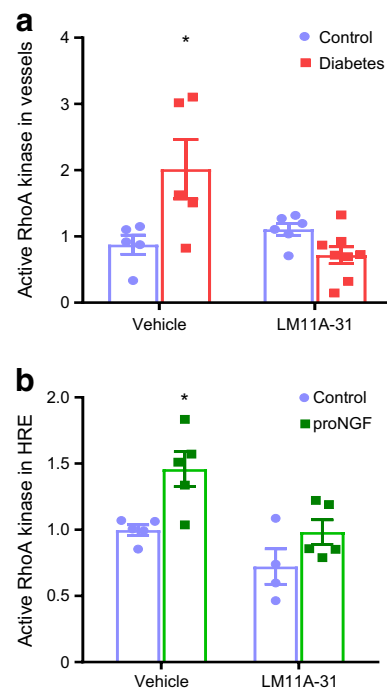 a
Active RhoA kinase in vessels
4
3
2
1
0
*
Control
Diabetes
Vehicle
LM11A-31
b
Active RhoA kinase in HRE
2.0
1.5
1.0
0.5
0
*
Control
proNGF
Vehicle
LM11A-31